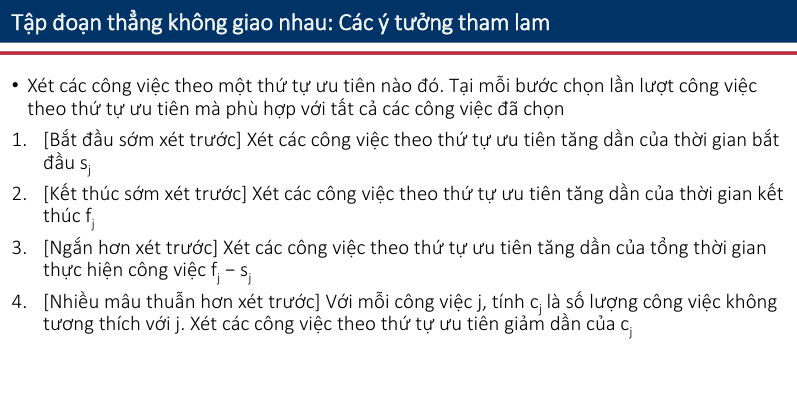 Tập đoạn thẳng không giao nhau: Các ý tưởng tham lam
• Xét các công việc theo một thứ tự ưu tiên nào đó. Tại mỗi bước chọn lần lượt công việc
theo thứ tự ưu tiên mà phù hợp với tất cả các công việc đã chọn
1. [Bắt đầu sớm xét trước] Xét các công việc theo thứ tự ưu tiên tăng dần của thời gian bắt
đầu sj
2. [Kết thúc sớm xét trước] Xét các công việc theo thứ tự ưu tiên tăng dần của thời gian kết
thúc fj
3. [Ngắn hơn xét trước] Xét các công việc theo thứ tự ưu tiên tăng dần của tổng thời gian
thực hiện công việc fj − sj
4. [Nhiều mâu thuẫn hơn xét trước] Với mỗi công việc j, tính cj là số lượng công việc không
tương thích với j. Xét các công việc theo thứ tự ưu tiên giảm dần của cj